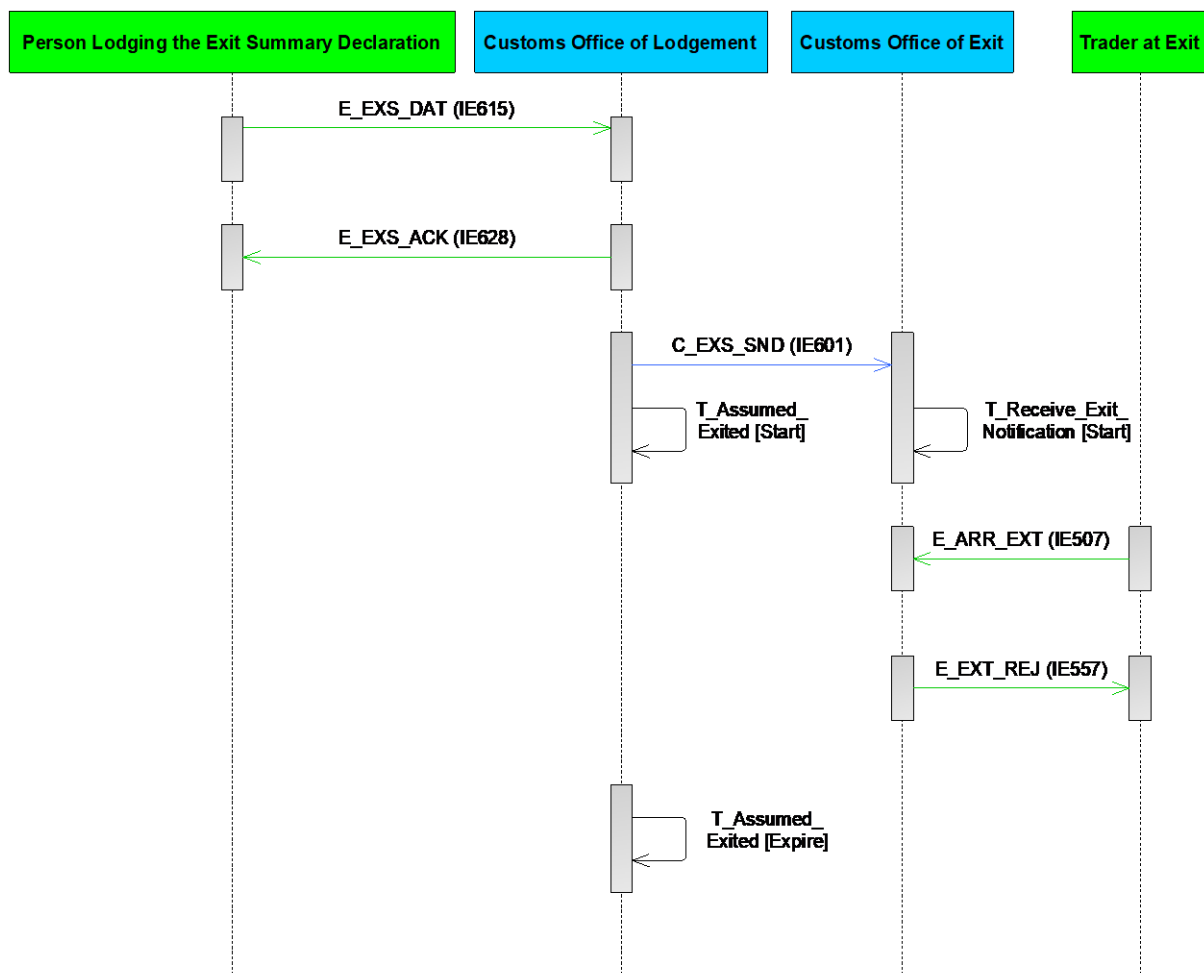 Person Lodging the Exit Summary Declaration
Customs Office of Lodgement
Customs Office of Exit
Trader at Exit
E_EXS_DAT (IE615)
E_EXS_ACK (IE628)
C_EXS_SND (IE601)
T_Assumed_
Exited [Start]
T_Receive_Exit_
Notification [Start]
E_ARR_EXT (IE507)
E_EXT_REJ (IE557)
T_Assumed_
Exited [Expire]